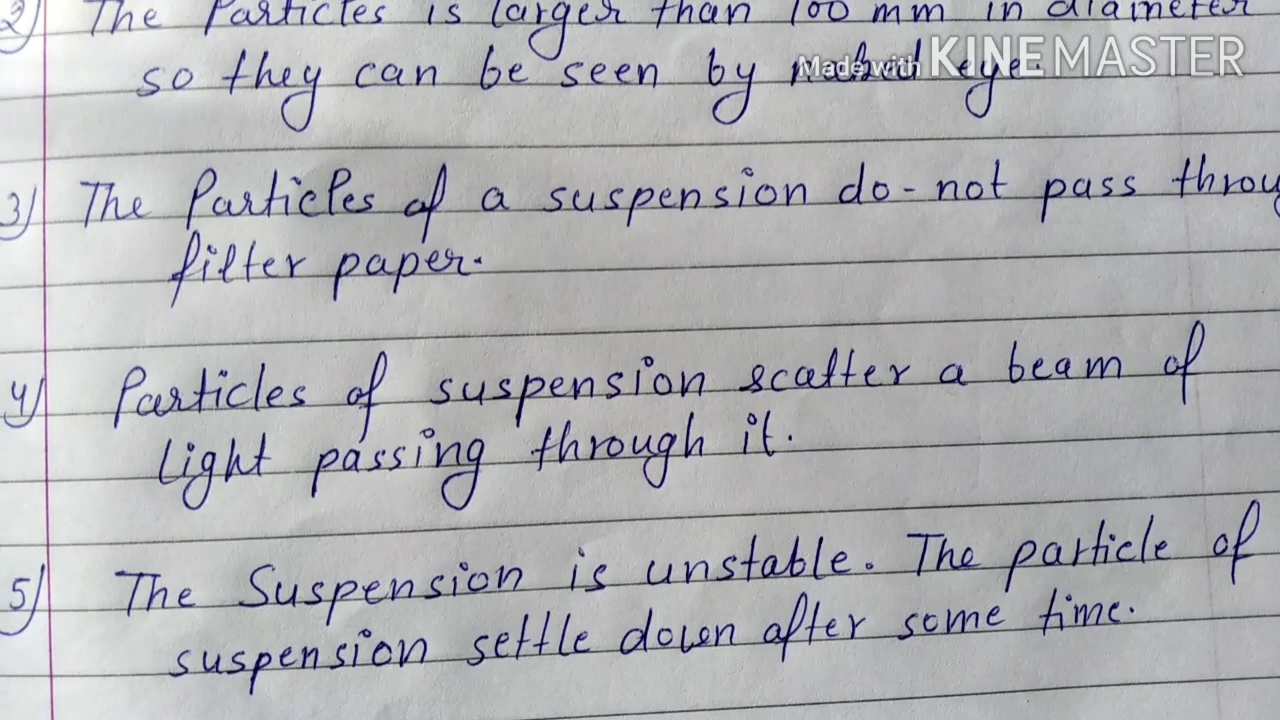 2) The Particles is larger than 100 mm in diameter
so they can be seen by naked eye.
Made with KINEMASTER
3) The Particles of a suspension do-not pass throu
filter paper.
4) Particles of suspension scatter a beam of
light passing through it.
5) The Suspension is unstable. The particle of
suspension settle down after some time.